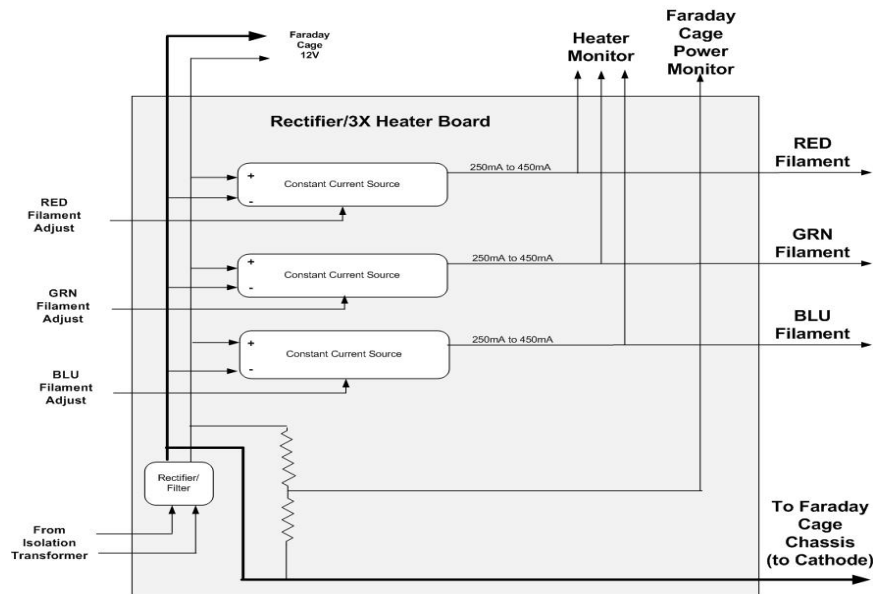 Faraday
Cage
12V
Heater
Monitor
Faraday
Cage
Power
Monitor
Rectifier/3X Heater Board
RED
Filament
Adjust
+
-
Constant Current Source
250mA to 450mA
RED
Filament
GRN
Filament
Adjust
+
-
Constant Current Source
250mA to 450mA
GRN
Filament
BLU
Filament
Adjust
+
-
Constant Current Source
250mA to 450mA
BLU
Filament
Rectifier/
Filter
From
Isolation
Transformer
To Faraday
Cage
Chassis
(to Cathode)